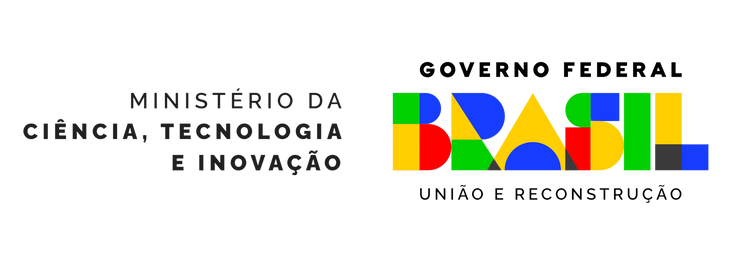 MINISTÉRIO DA
CIÊNCIA, TECNOLOGIA
E INOVAÇÃO
GOVERNO FEDERAL
BRASIL
UNIÃO E RECONSTRUÇÃO